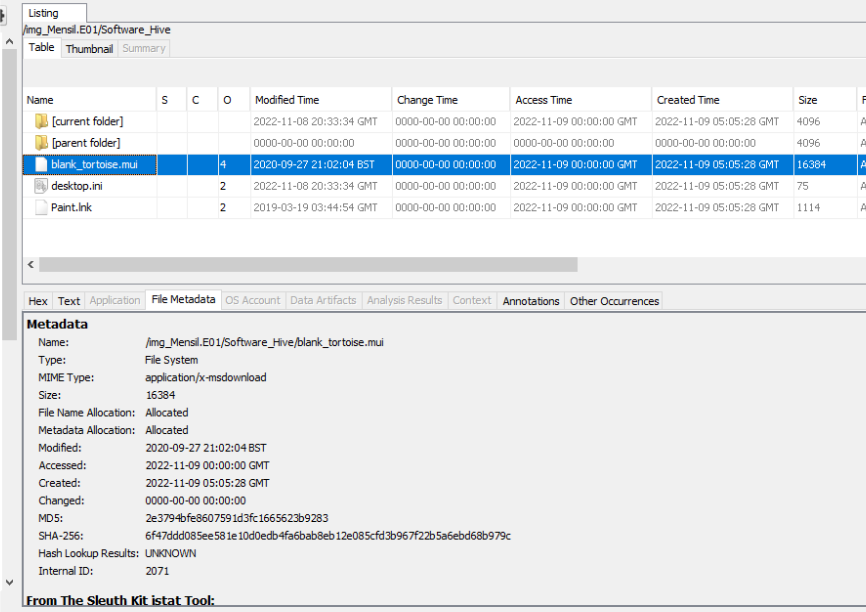 Listing
/img_Mensil.E01/Software_Hive
Table Thumbnail Summary
Name S C O Modified Time Change Time Access Time Created Time Size
[current folder] 2022-11-08 20:33:34 GMT 0000-00-00 00:00:00 2022-11-09 00:00:00 GMT 2022-11-09 05:05:28 GMT 4096
[parent folder] 0000-00-00 00:00:00 0000-00-00 00:00:00 0000-00-00 00:00:00 0000-00-00 00:00:00 4096
blank_tortoise.mui 4 2020-09-27 21:02:04 BST 0000-00-00 00:00:00 2022-11-09 00:00:00 GMT 2022-11-09 05:05:28 GMT 16384
desktop.ini 2 2022-11-08 20:33:34 GMT 0000-00-00 00:00:00 2022-11-09 00:00:00 GMT 2022-11-09 05:05:28 GMT 75
Paint.lnk 2 2019-03-19 03:44:54 GMT 0000-00-00 00:00:00 2022-11-09 00:00:00 GMT 2022-11-09 05:05:28 GMT 1114
Hex Text Application File Metadata OS Account Data Artifacts Analysis Results Context Annotations Other Occurrences
Metadata
Name: /img_Mensil.E01/Software_Hive/blank_tortoise.mui
Type: File System
MIME Type: application/x-msdownload
Size: 16384
File Name Allocation: Allocated
Metadata Allocation: Allocated
Modified: 2020-09-27 21:02:04 BST
Accessed: 2022-11-09 00:00:00 GMT
Created: 2022-11-09 05:05:28 GMT
Changed: 0000-00-00 00:00:00
MD5: 2e3794bfe8607591d3fc1665623b9283
SHA-256: 6f47ddd085ee581e10d0edb4fa6bab8eb12e085cfd3b967f22b5a6ebd68b979c
Hash Lookup Results: UNKNOWN
Internal ID: 2071
From The Sleuth Kit istat Tool: